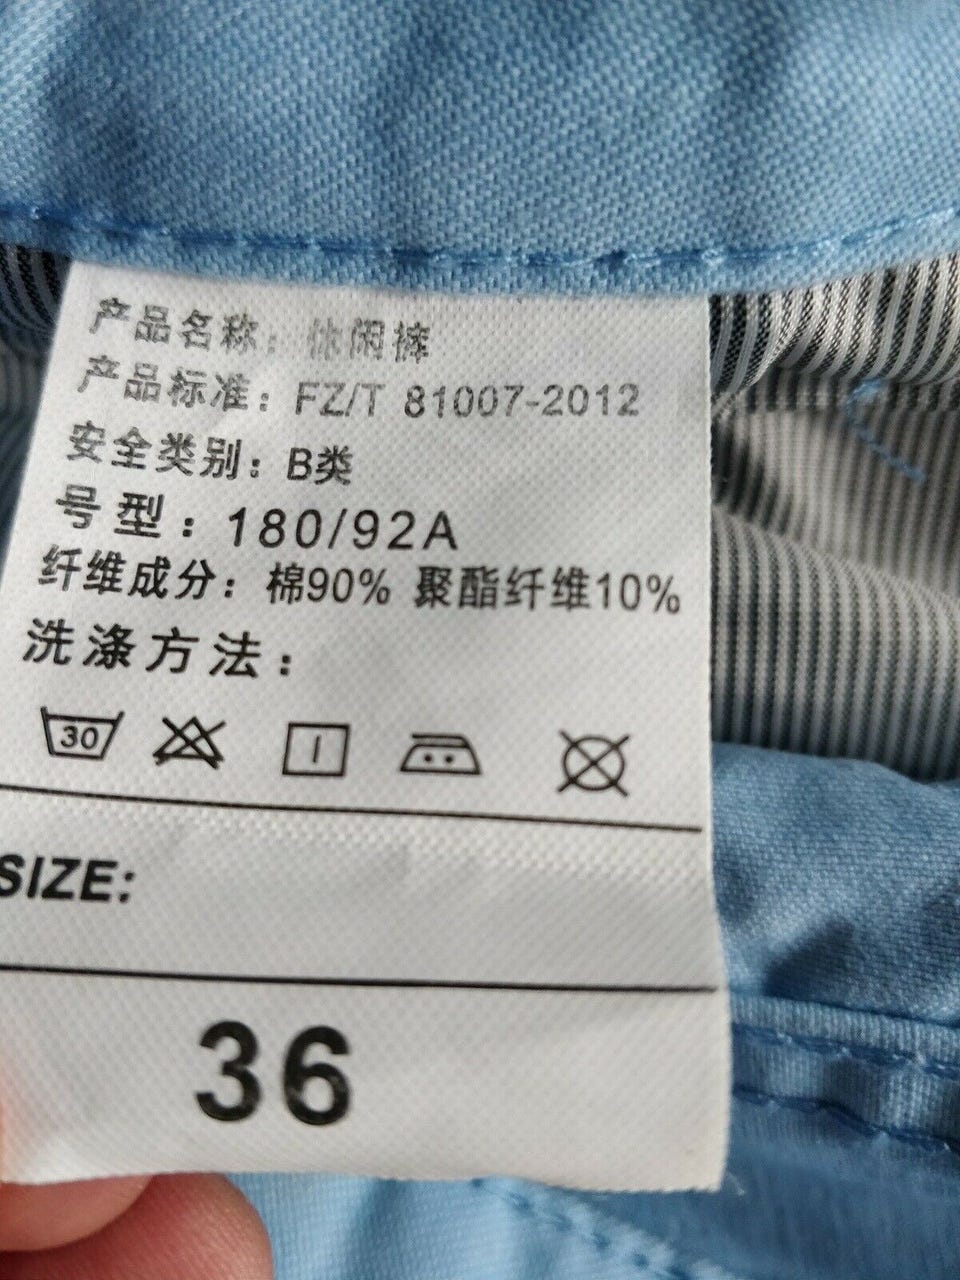 产品名称：休闲裤
产品标准：FZ/T 81007-2012
安全类别：B类
号型：180/92A
纤维成分：棉90% 聚酯纤维10%
洗涤方法：
30
SIZE:
36